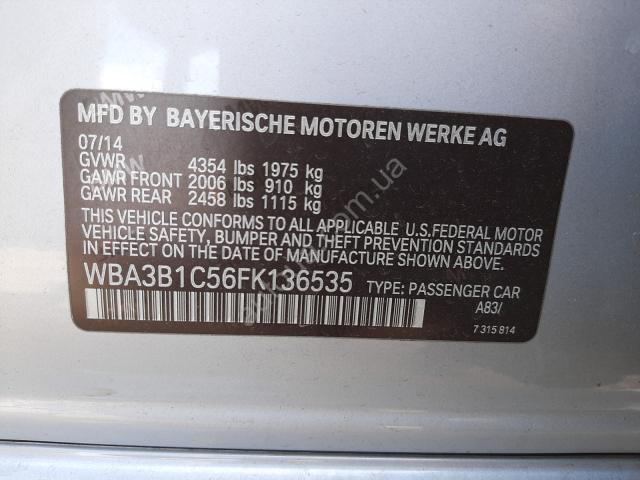 MFD BY BAYERISCHE MOTOREN WERKE AG
07/14
GVWR 4354 lbs 1975 kg
GAWR FRONT 2006 lbs 910 kg
GAWR REAR 2458 lbs 1115 kg
THIS VEHICLE CONFORMS TO ALL APPLICABLE U.S.FEDERAL MOTOR
VEHICLE SAFETY, BUMPER AND THEFT PREVENTION STANDARDS
IN EFFECT ON THE DATE OF MANUFACTURE SHOWN ABOVE.
WBA3B1C56FK136535 TYPE: PASSENGER CAR
A83/
7 315 814